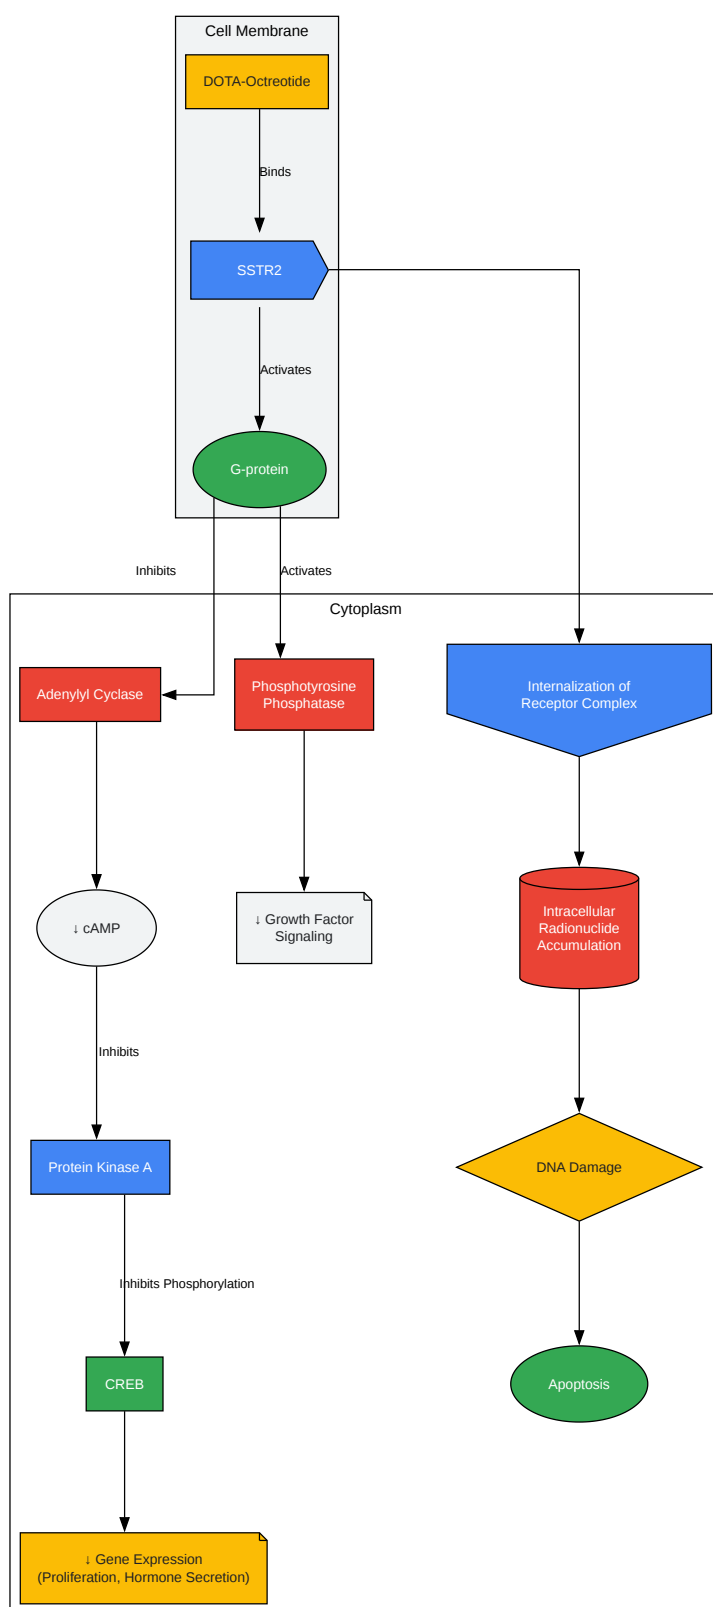 Cell Membrane
DOTA-Octreotide
Binds
SSTR2
Activates
G-protein
Inhibits
Activates
Cytoplasm
Adenylyl Cyclase
Phosphotyrosine
Phosphatase
Internalization of
Receptor Complex
↓ cAMP
↓ Growth Factor
Signaling
Intracellular
Radionuclide
Accumulation
Inhibits
Protein Kinase A
DNA Damage
Inhibits Phosphorylation
CREB
Apoptosis
↓ Gene Expression
(Proliferation, Hormone Secretion)